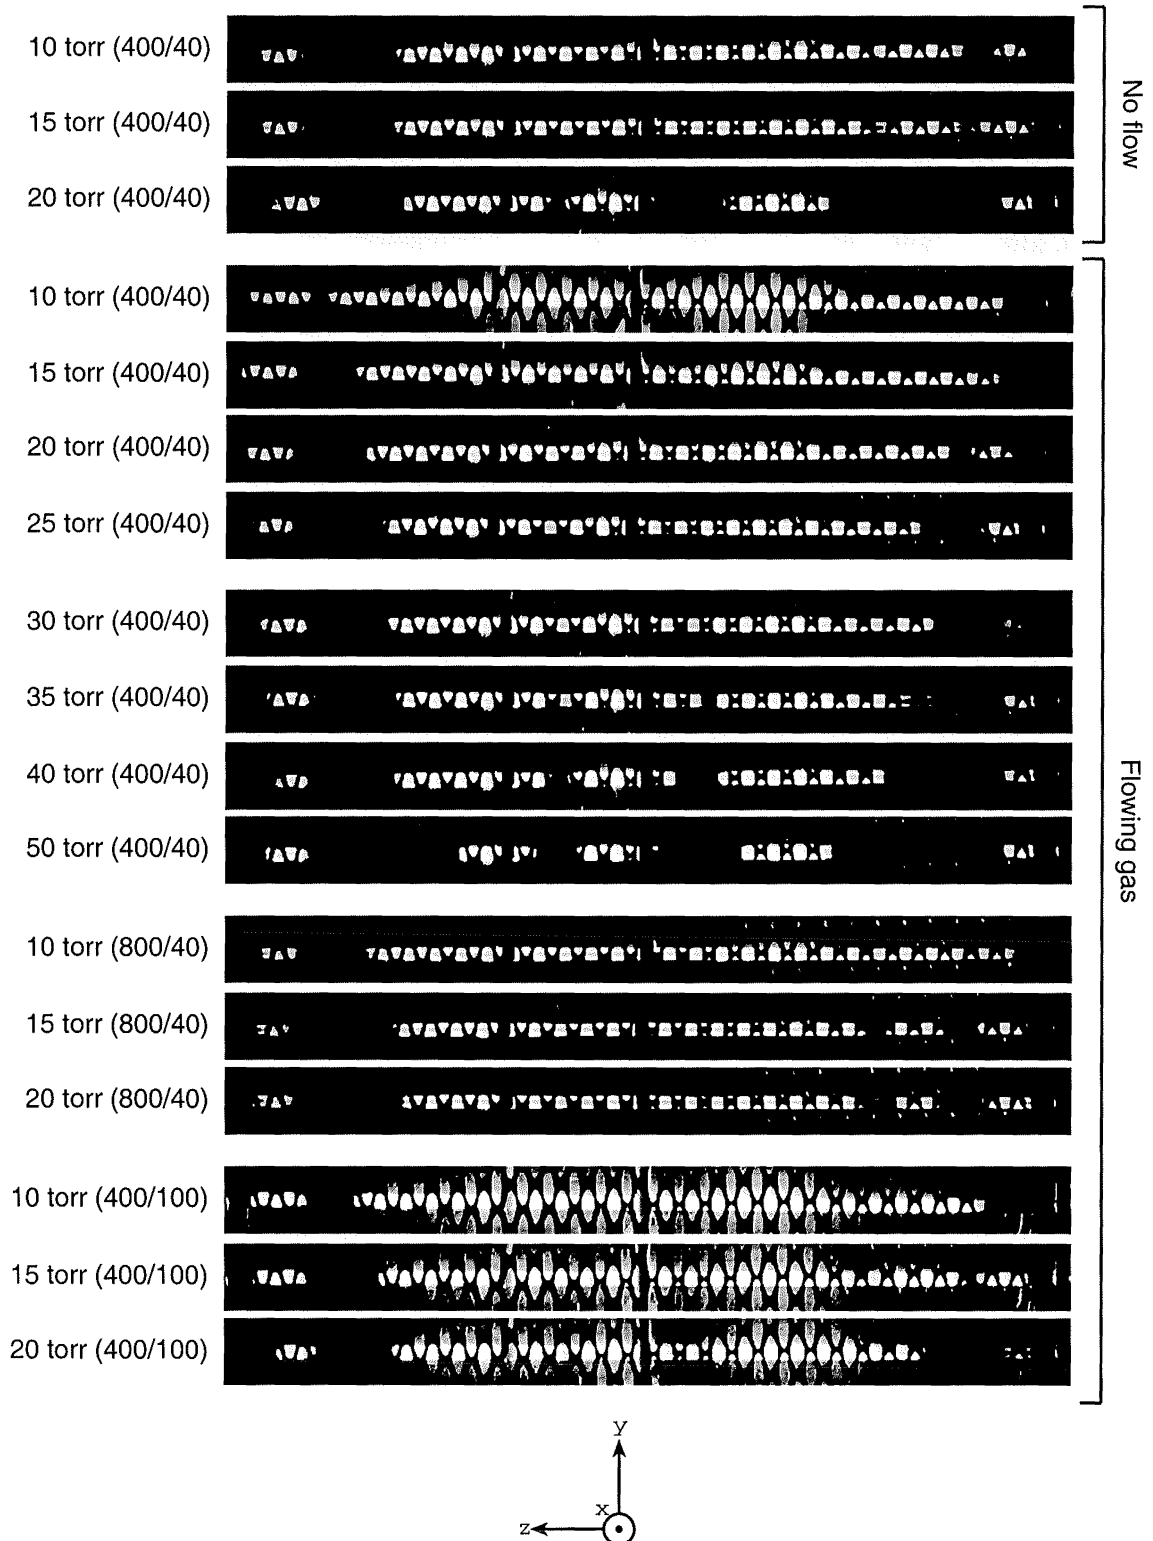 10 torr (400/40)
15 torr (400/40)
20 torr (400/40)
No flow
10 torr (400/40)
15 torr (400/40)
20 torr (400/40)
25 torr (400/40)
30 torr (400/40)
35 torr (400/40)
40 torr (400/40)
50 torr (400/40)
10 torr (800/40)
15 torr (800/40)
20 torr (800/40)
10 torr (400/100)
15 torr (400/100)
20 torr (400/100)
Flowing gas
y
x
z